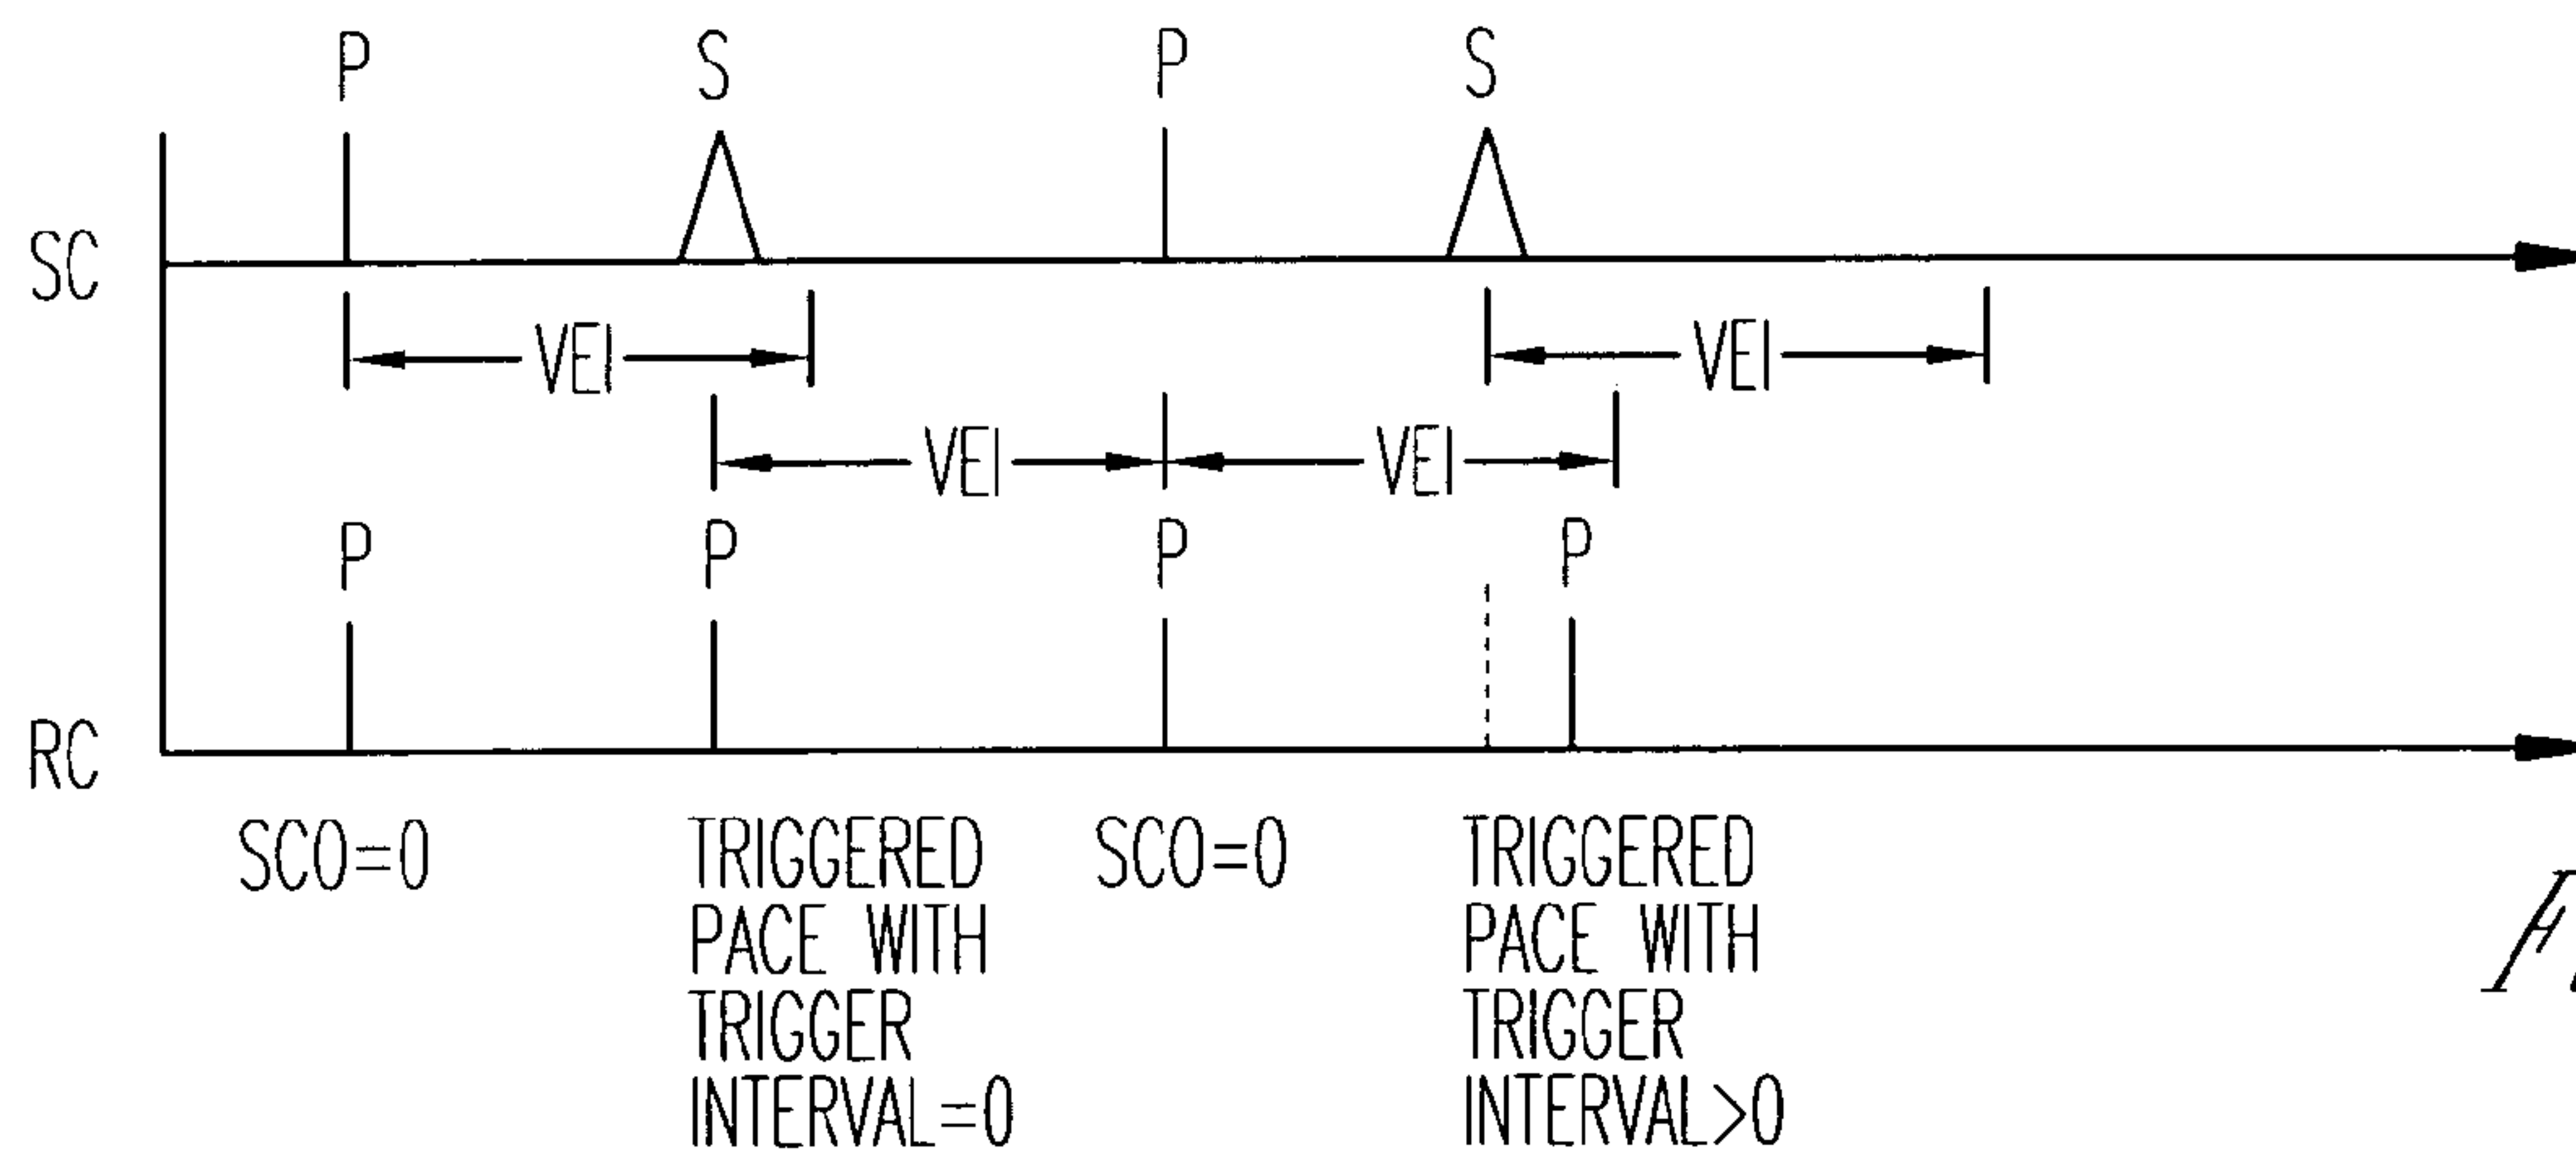 P S P S
SC
VEI VEI
VEI VEI
P P P P
RC
SCO=0
TRIGGERED
PACE WITH
TRIGGER
INTERVAL=0
SCO=0
TRIGGERED
PACE WITH
TRIGGER
INTERVAL>0